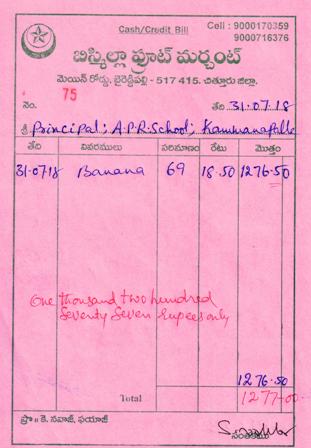 Cash/Credit Bill
Cell : 9000170359
9000716376
బిస్మిల్లా ఫ్రూట్ మర్చంట్
మెయిన్ రోడ్డు, బైరెడ్డిపల్లి - 517 415. చిత్తూరు జిల్లా.
75
నెం. తేది 31.07.18
శ్రీ Principal; A.P.R.School; Kammanapalle
తేది వివరములు పరిమాణం రేటు మొత్తం
31.07.18 Banana 69 18.50 1276.50
One thousand two hundred
Seventy Seven rupees only
1276.50
Total 1277-00
ప్రొ॥ కె. నవాజ్, ఫయాజ్
సంతకము